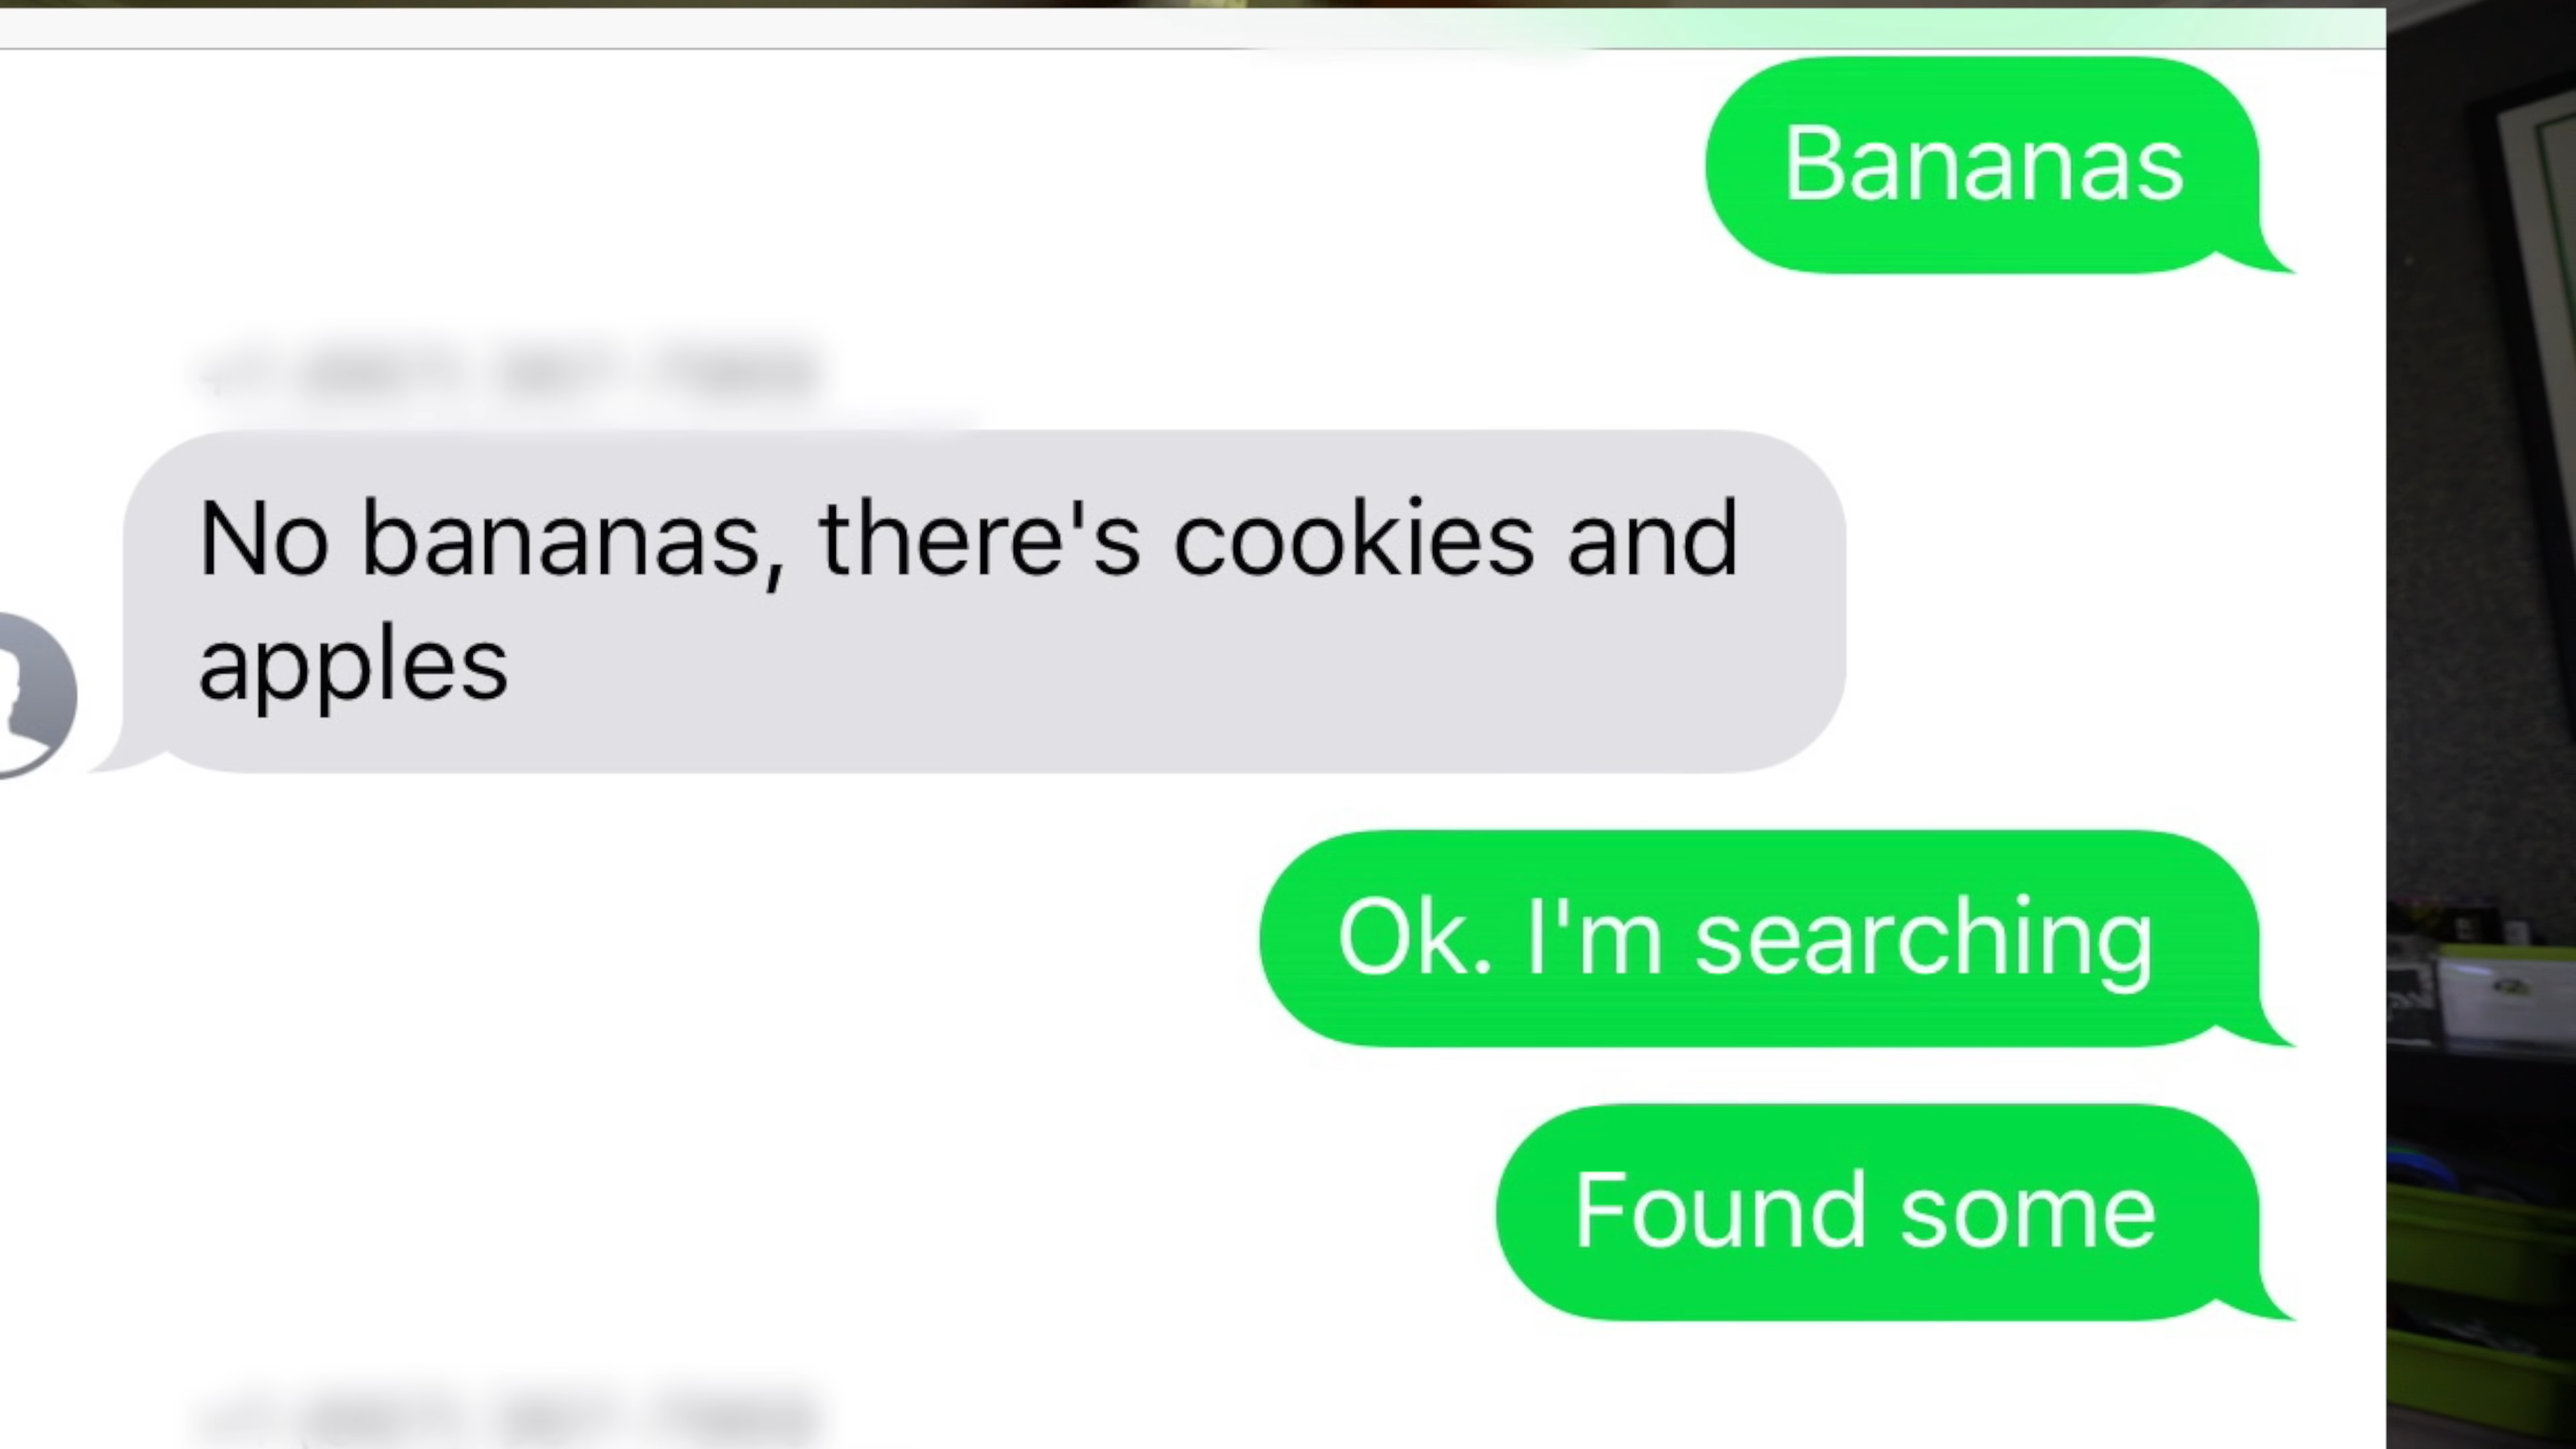 Bananas
No bananas, there's cookies and
apples
Ok. I'm searching
Found some